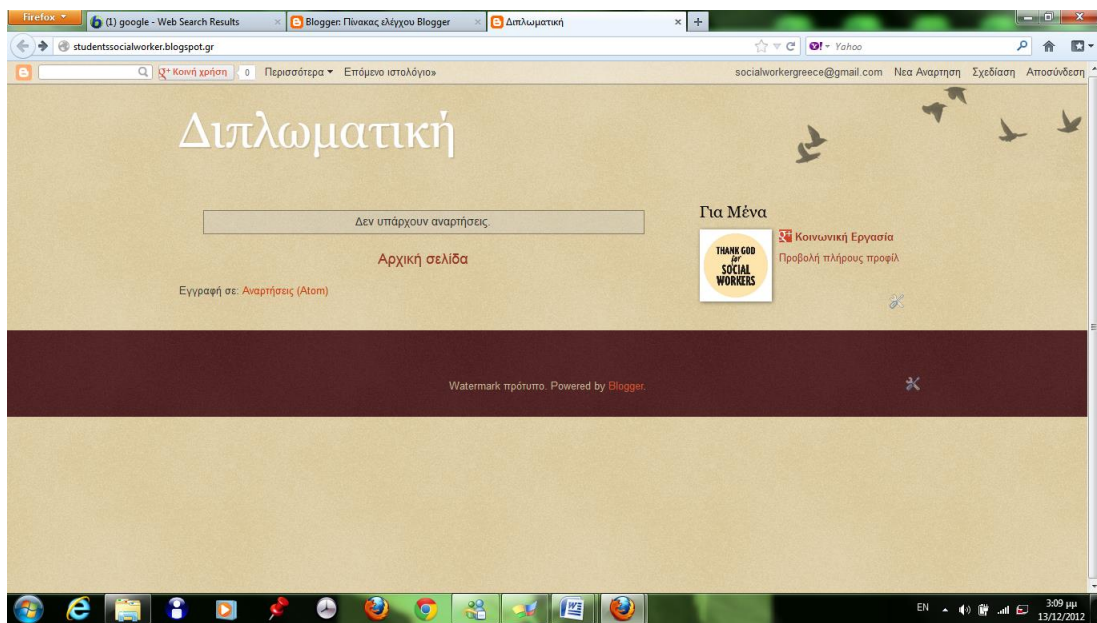 Firefox
(1) google - Web Search Results
Blogger: Πίνακας ελέγχου Blogger
Διπλωματική
studentssocialworker.blogspot.gr
Yahoo
Κοινή χρήση 0 Περισσότερα Επόμενο ιστολόγιο»
socialworkergreece@gmail.com Νεα Αναρτηση Σχεδίαση Αποσύνδεση
Διπλωματική
Δεν υπάρχουν αναρτήσεις.
Αρχική σελίδα
Εγγραφή σε: Αναρτήσεις (Atom)
Για Μένα
THANK GOD
for
SOCIAL
WORKERS
Κοινωνική Εργασία
Προβολή πλήρους προφίλ
Watermark πρότυπο. Powered by Blogger.
EN
3:09 μμ
13/12/2012